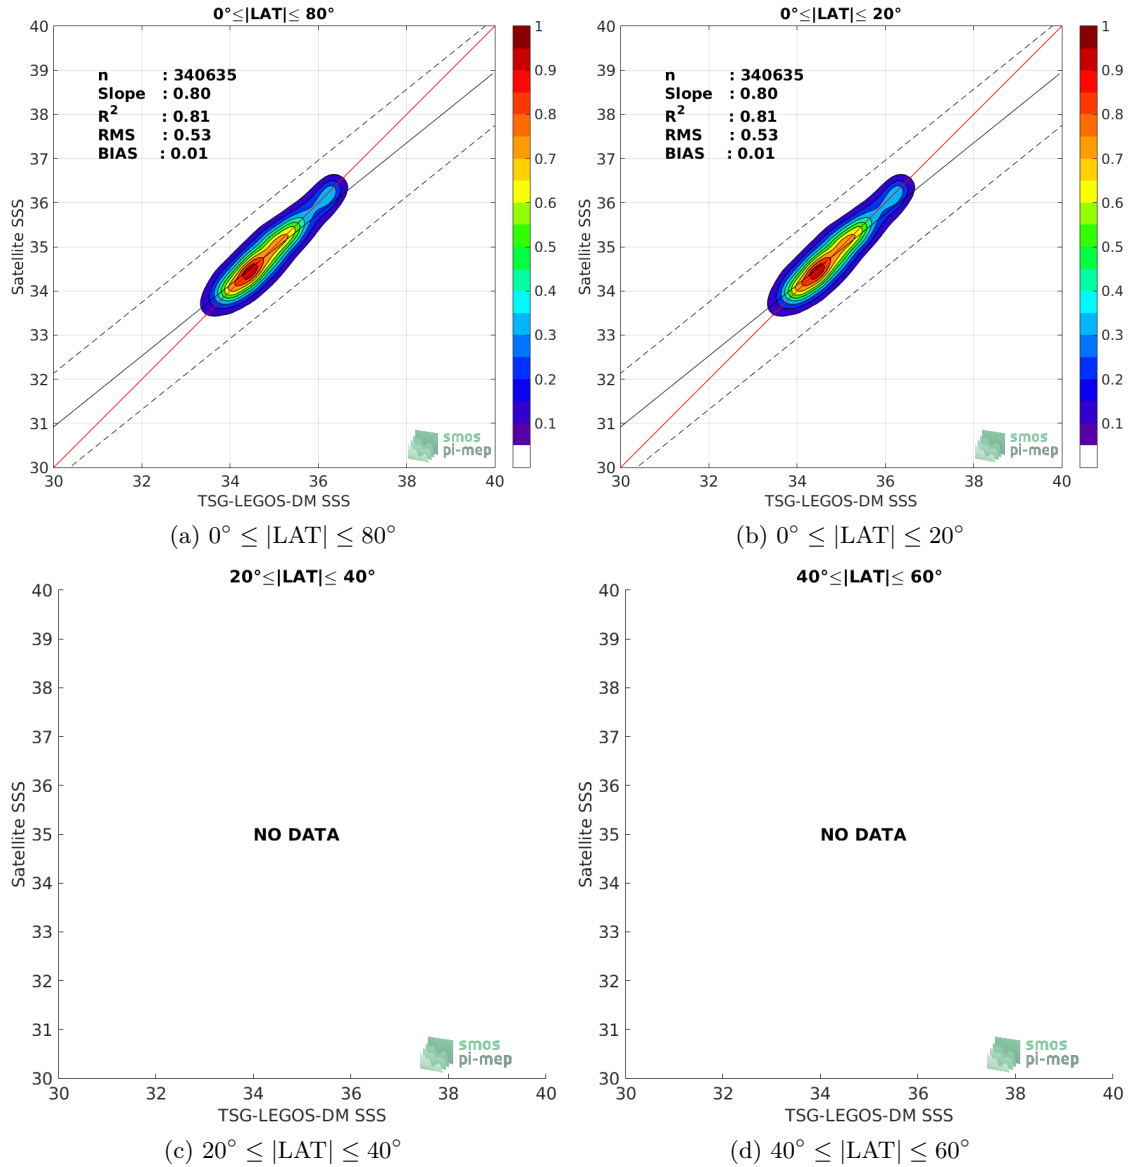 0°≤|LAT|≤ 80°
n : 340635
Slope : 0.80
R² : 0.81
RMS : 0.53
BIAS : 0.01
Satellite SSS
40
39
38
37
36
35
34
33
32
31
30
30 32 34 36 38 40
TSG-LEGOS-DM SSS
1
0.9
0.8
0.7
0.6
0.5
0.4
0.3
0.2
0.1
smos
pi-mep
(a) 0° ≤ |LAT| ≤ 80°
0°≤|LAT|≤ 20°
n : 340635
Slope : 0.80
R² : 0.81
RMS : 0.53
BIAS : 0.01
Satellite SSS
40
39
38
37
36
35
34
33
32
31
30
30 32 34 36 38 40
TSG-LEGOS-DM SSS
1
0.9
0.8
0.7
0.6
0.5
0.4
0.3
0.2
0.1
smos
pi-mep
(b) 0° ≤ |LAT| ≤ 20°
20°≤|LAT|≤ 40°
Satellite SSS
40
39
38
37
36
35
34
33
32
31
30
NO DATA
30 32 34 36 38 40
TSG-LEGOS-DM SSS
smos
pi-mep
(c) 20° ≤ |LAT| ≤ 40°
40°≤|LAT|≤ 60°
Satellite SSS
40
39
38
37
36
35
34
33
32
31
30
NO DATA
30 32 34 36 38 40
TSG-LEGOS-DM SSS
smos
pi-mep
(d) 40° ≤ |LAT| ≤ 60°